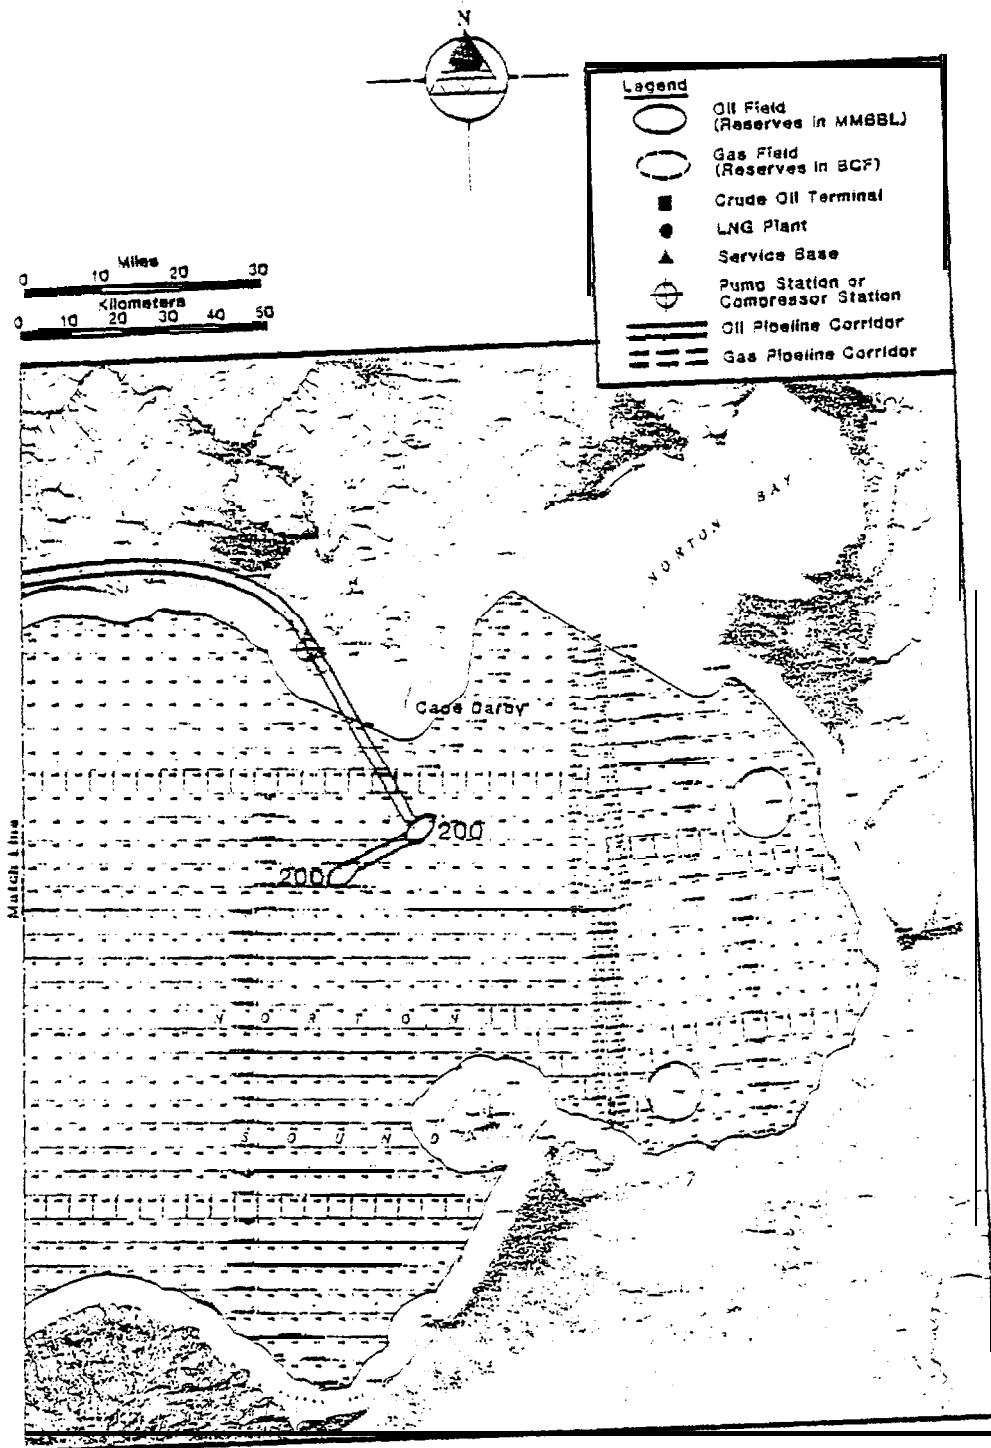 N
Legend
Oil Field
(Reserves in MMBBL)
Gas Field
(Reserves in BCF)
Crude Oil Terminal
LNG Plant
Service Base
Pump Station or
Compressor Station
Oil Pipeline Corridor
Gas Pipeline Corridor
Miles
0 10 20 30
Kilometers
0 10 20 30 40 50
NORTON BAY
Cape Darby
200
200
Match Line
NORTON
SOUND